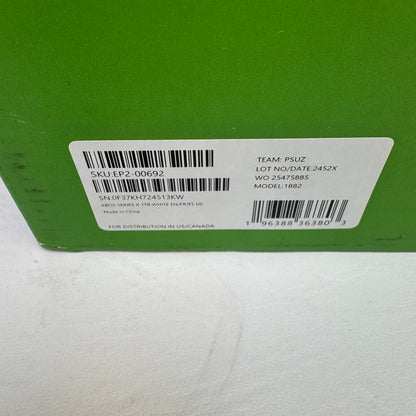 SKU:EP2-00692
SN:0F37KH724513KW
XBOX SERIES X 1TB WHITE EN/FR/ES US
Made in China
FOR DISTRIBUTION IN US/CANADA
TEAM: PSUZ
LOT NO/DATE:2452X
WO 25475885
MODEL:1882
1 96388 36380 3